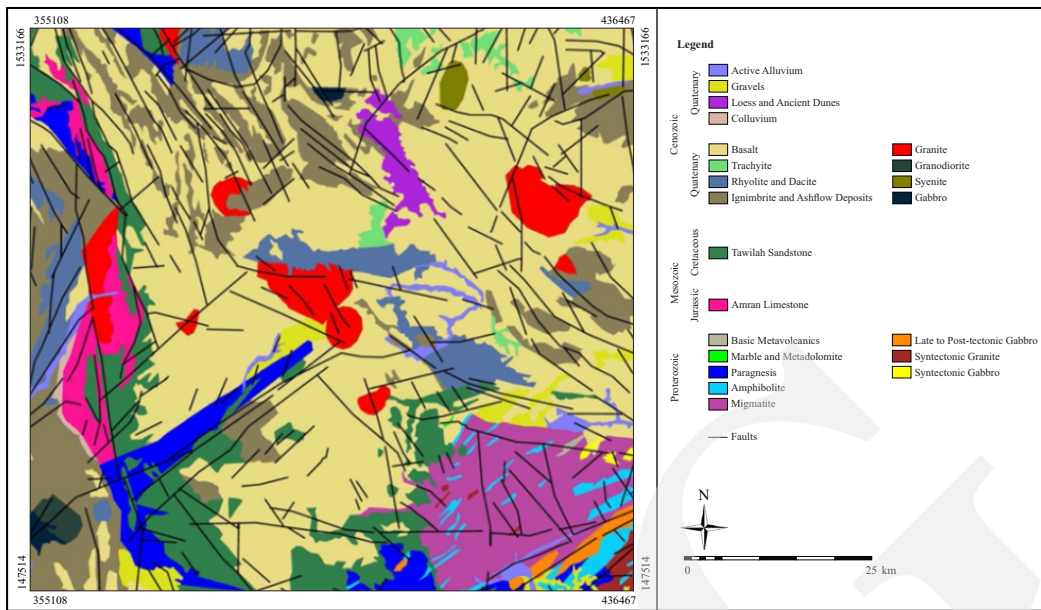 355108
436467
1533166
1533166
147514
147514
355108
436467
Legend
Cenozoic
Quatenary
Active Alluvium
Gravels
Loess and Ancient Dunes
Colluvium
Quatenary
Basalt
Granite
Trachyite
Granodiorite
Rhyolite and Dacite
Syenite
Ignimbrite and Ashflow Deposits
Gabbro
Mesozoic
Cretaceous
Tawilah Sandstone
Jurassic
Amran Limestone
Proterozoic
Basic Metavolcanics
Late to Post-tectonic Gabbro
Marble and Metadolomite
Syntectonic Granite
Paragnesis
Syntectonic Gabbro
Amphibolite
Migmatite
Faults
N
0 25 km